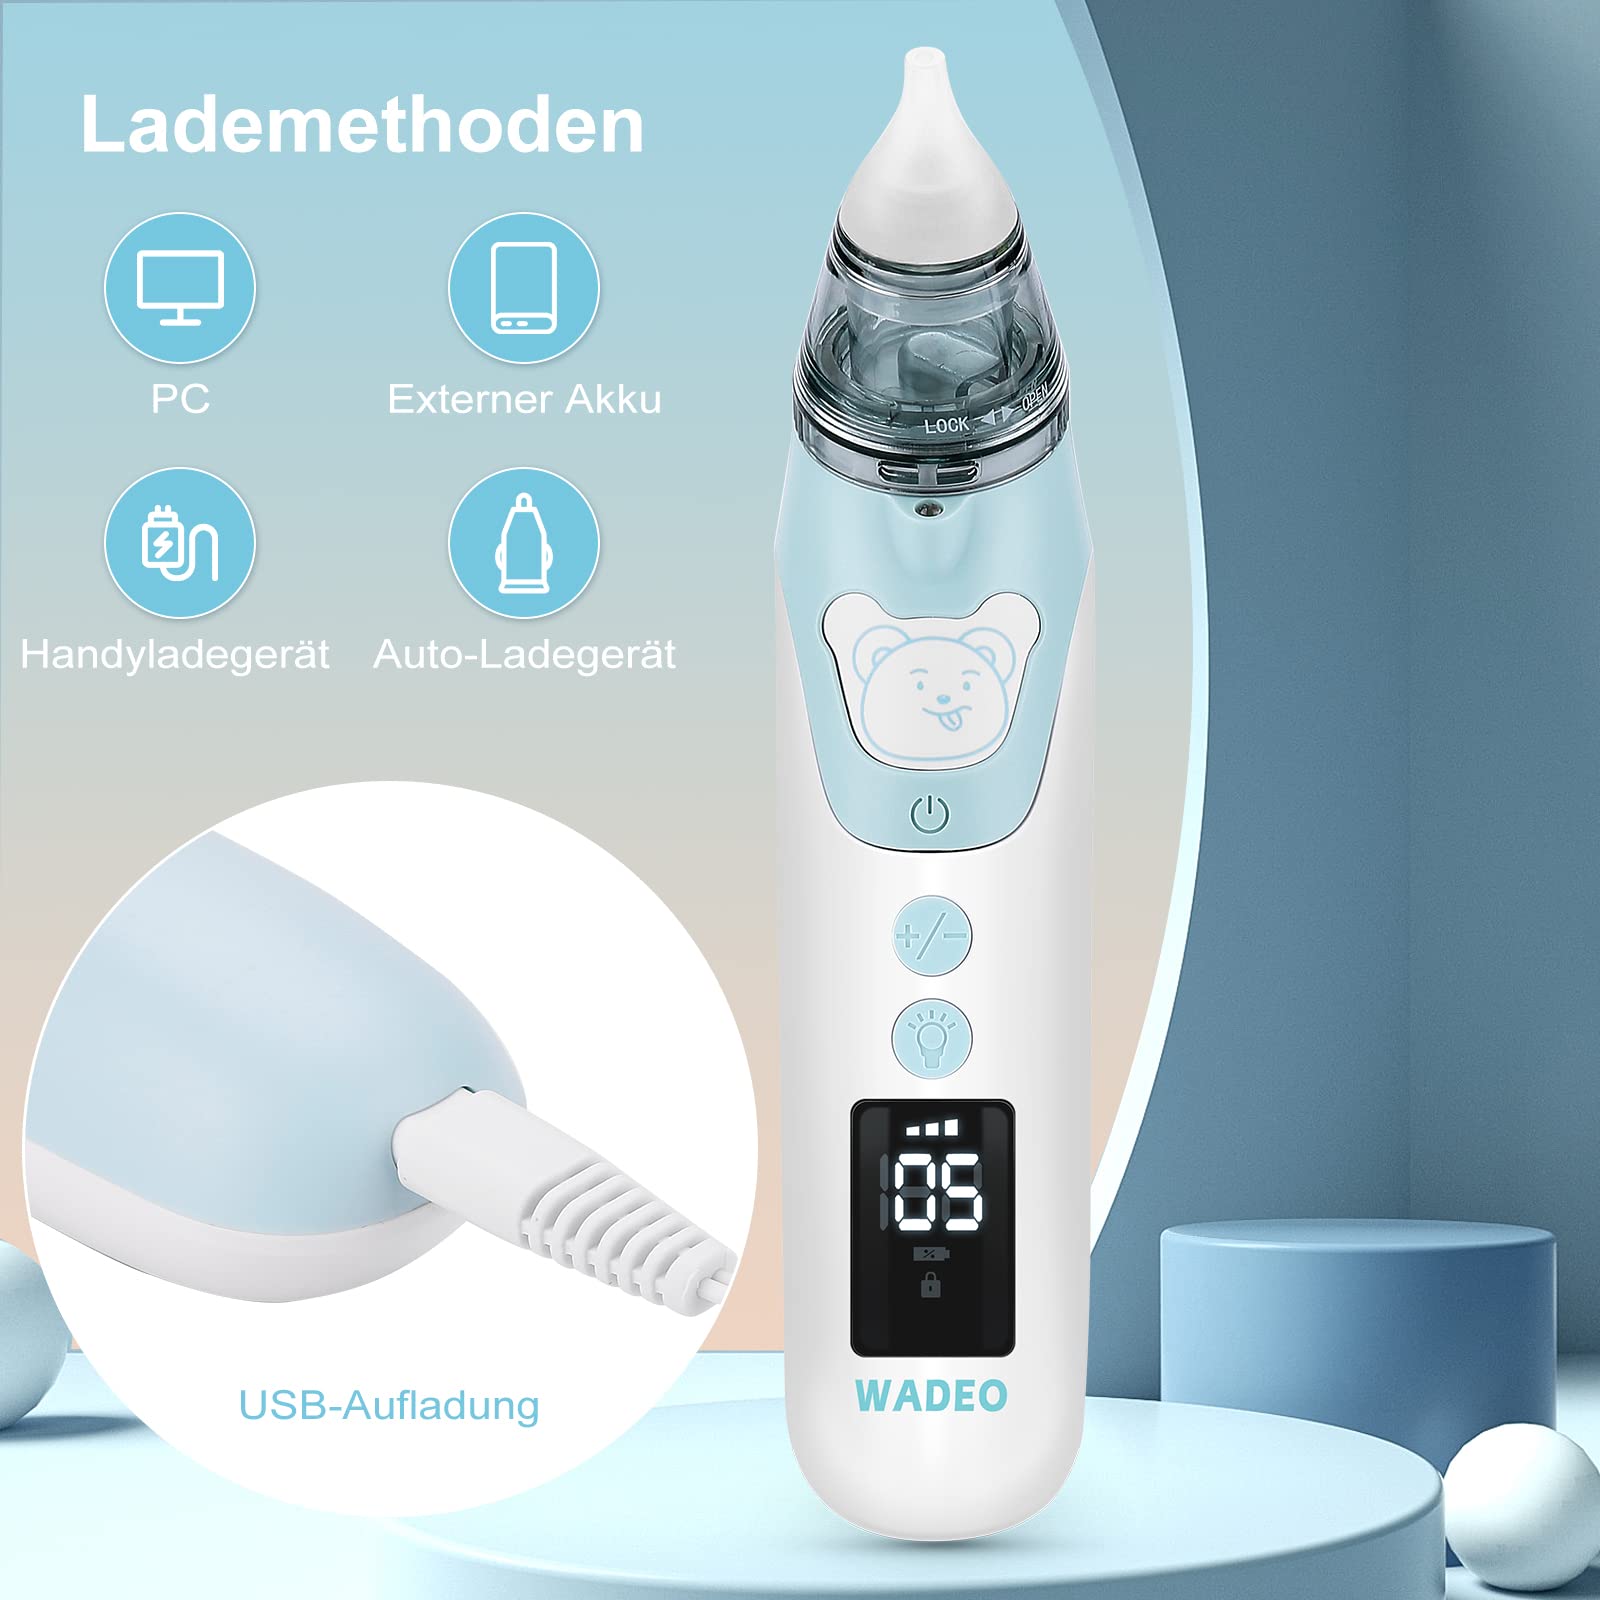 Lademethoden
PC
Externer Akku
Handyladegerät
Auto-Ladegerät
USB-Aufladung
LOCK ◀▶ OPEN
+/-
05
%
WADEO